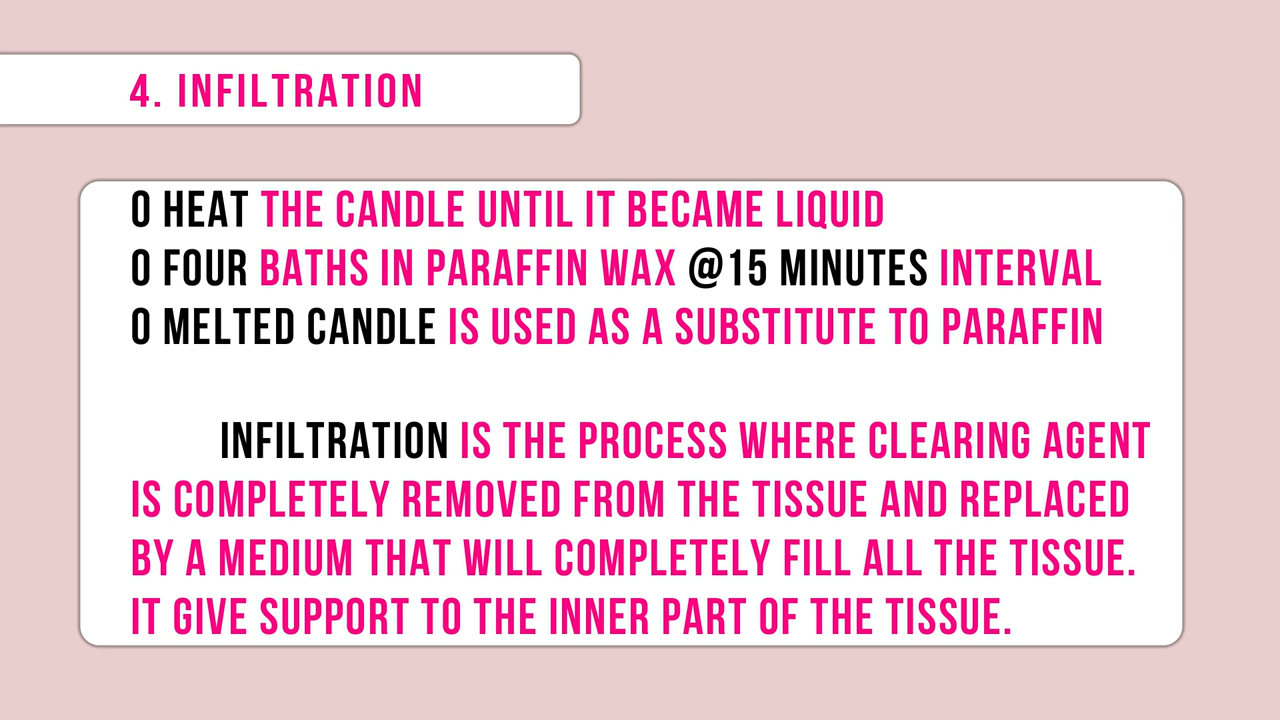 4. INFILTRATION
O HEAT THE CANDLE UNTIL IT BECAME LIQUID
O FOUR BATHS IN PARAFFIN WAX @15 MINUTES INTERVAL
O MELTED CANDLE IS USED AS A SUBSTITUTE TO PARAFFIN
INFILTRATION IS THE PROCESS WHERE CLEARING AGENT
IS COMPLETELY REMOVED FROM THE TISSUE AND REPLACED
BY A MEDIUM THAT WILL COMPLETELY FILL ALL THE TISSUE.
IT GIVE SUPPORT TO THE INNER PART OF THE TISSUE.